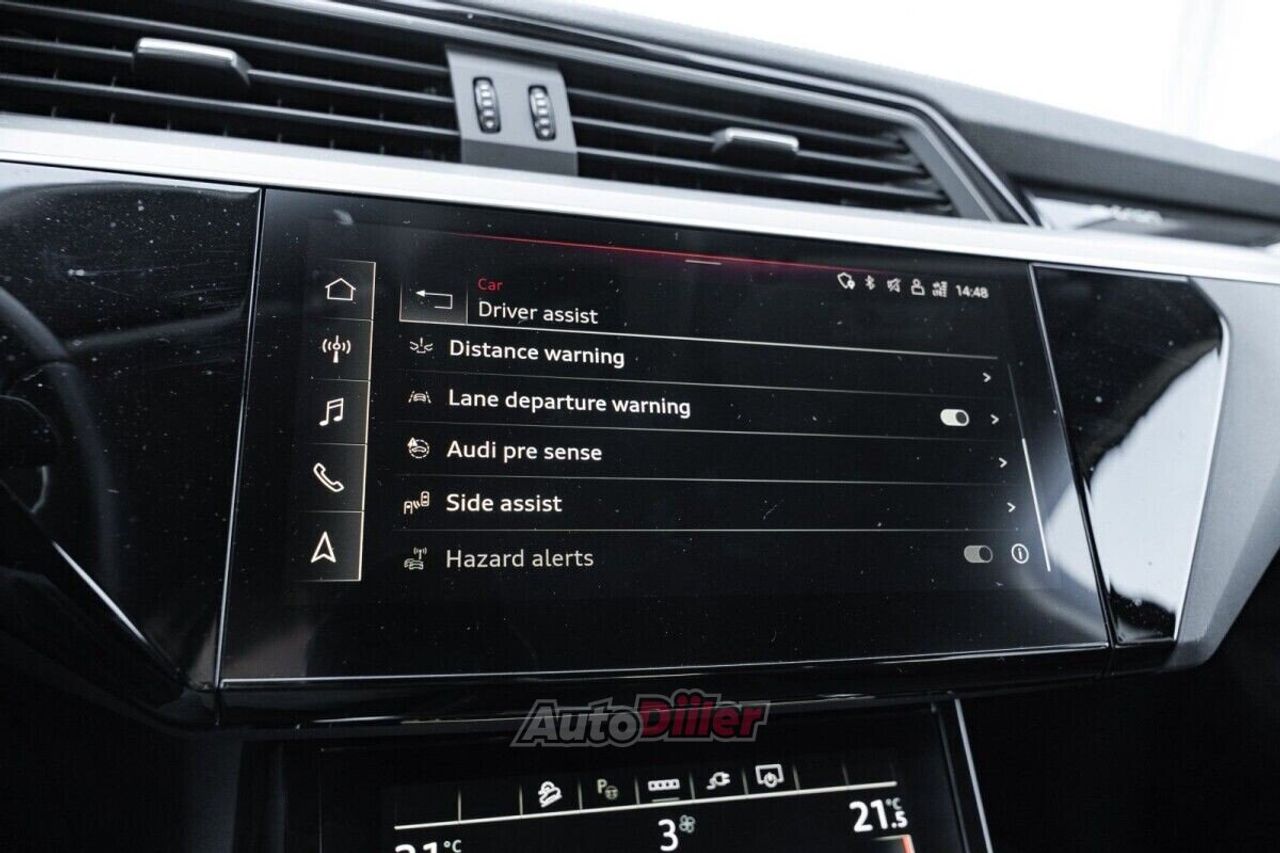 Car
Driver assist
14:48
Distance warning
Lane departure warning
Audi pre sense
Side assist
Hazard alerts
AutoDiller
P
3
21.5 °C
°C